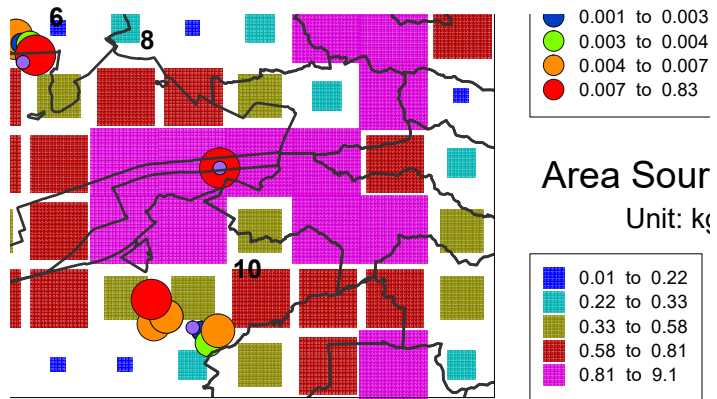 6
8
10
0.001 to 0.003
0.003 to 0.004
0.004 to 0.007
0.007 to 0.83
Area Sour
Unit: kg
0.01 to 0.22
0.22 to 0.33
0.33 to 0.58
0.58 to 0.81
0.81 to 9.1